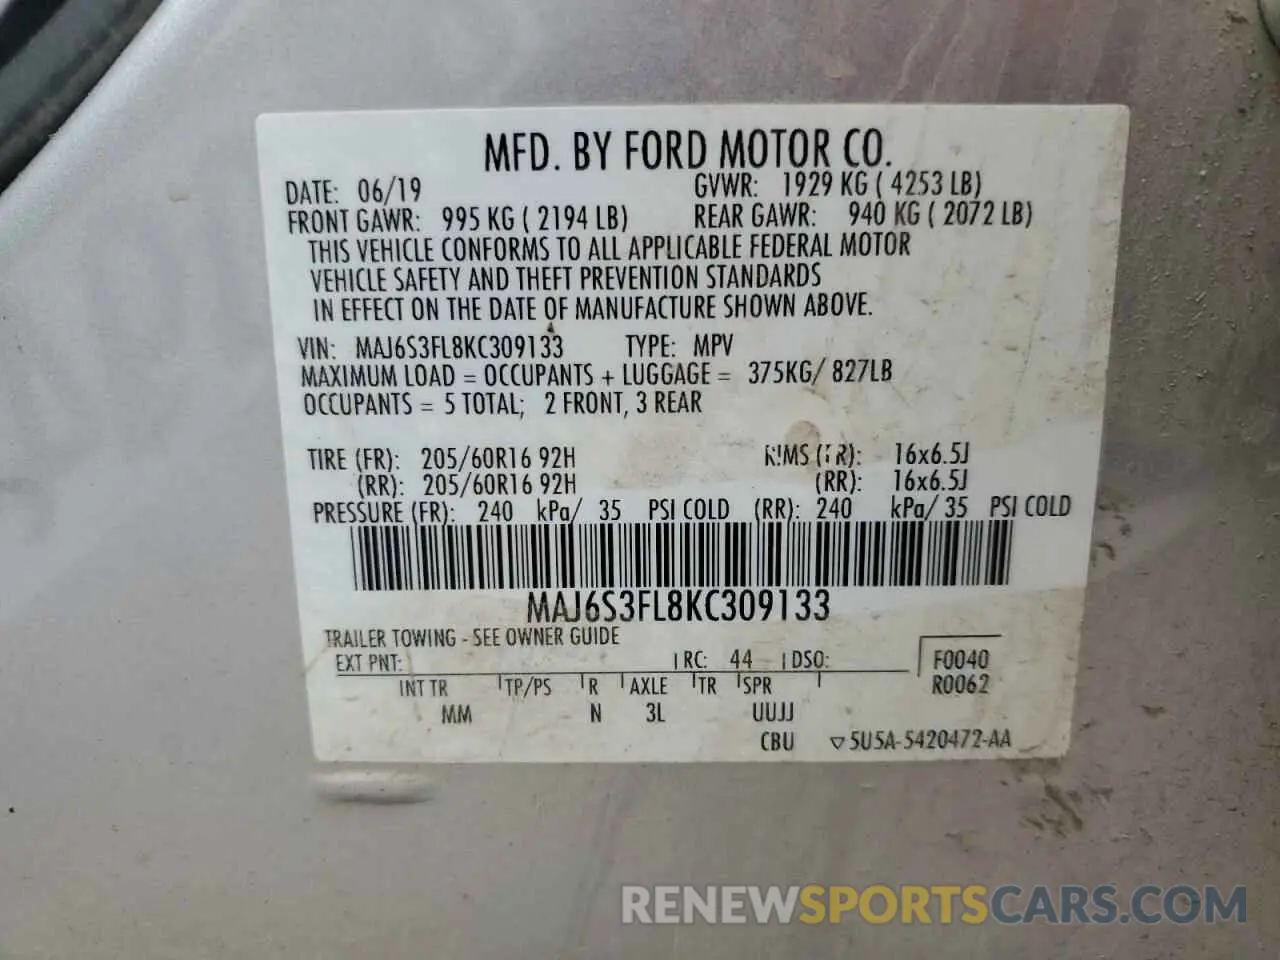 MFD. BY FORD MOTOR CO.
DATE: 06/19 GVWR: 1929 KG ( 4253 LB)
FRONT GAWR: 995 KG ( 2194 LB) REAR GAWR: 940 KG ( 2072 LB)
THIS VEHICLE CONFORMS TO ALL APPLICABLE FEDERAL MOTOR
VEHICLE SAFETY AND THEFT PREVENTION STANDARDS
IN EFFECT ON THE DATE OF MANUFACTURE SHOWN ABOVE.
VIN: MAJ6S3FL8KC309133 TYPE: MPV
MAXIMUM LOAD = OCCUPANTS + LUGGAGE = 375KG/ 827LB
OCCUPANTS = 5 TOTAL; 2 FRONT, 3 REAR
TIRE (FR): 205/60R16 92H RIMS (FR): 16x6.5J
(RR): 205/60R16 92H (RR): 16x6.5J
PRESSURE (FR): 240 kPa/ 35 PSI COLD (RR): 240 kPa/ 35 PSI COLD
MAJ6S3FL8KC309133
TRAILER TOWING - SEE OWNER GUIDE
EXT PNT: RC: 44 DSO: F0040
INT TR TP/PS R AXLE TR SPR R0062
MM N 3L UUJJ
CBU ▽5U5A-5420472-AA
RENEWSPORTSCARS.COM